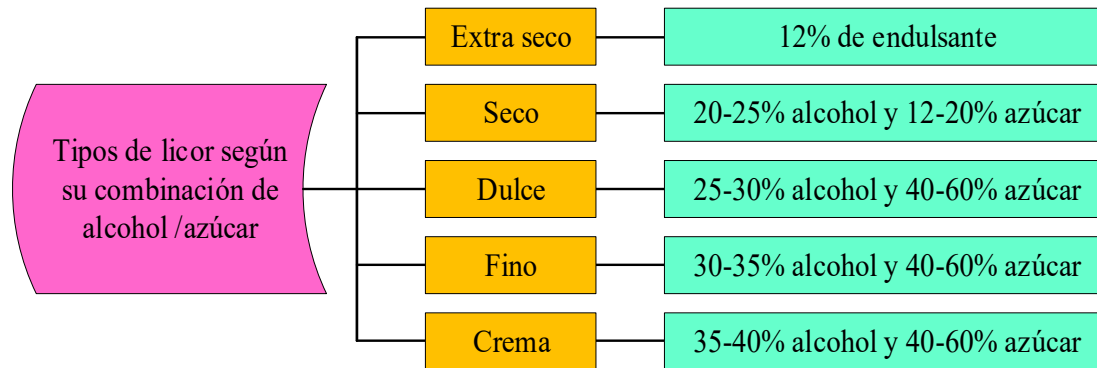 Extra seco
12% de endulsante
Seco
20-25% alcohol y 12-20% azúcar
Tipos de licor según
su combinación de
alcohol /azúcar
Dulce
25-30% alcohol y 40-60% azúcar
Fino
30-35% alcohol y 40-60% azúcar
Crema
35-40% alcohol y 40-60% azúcar